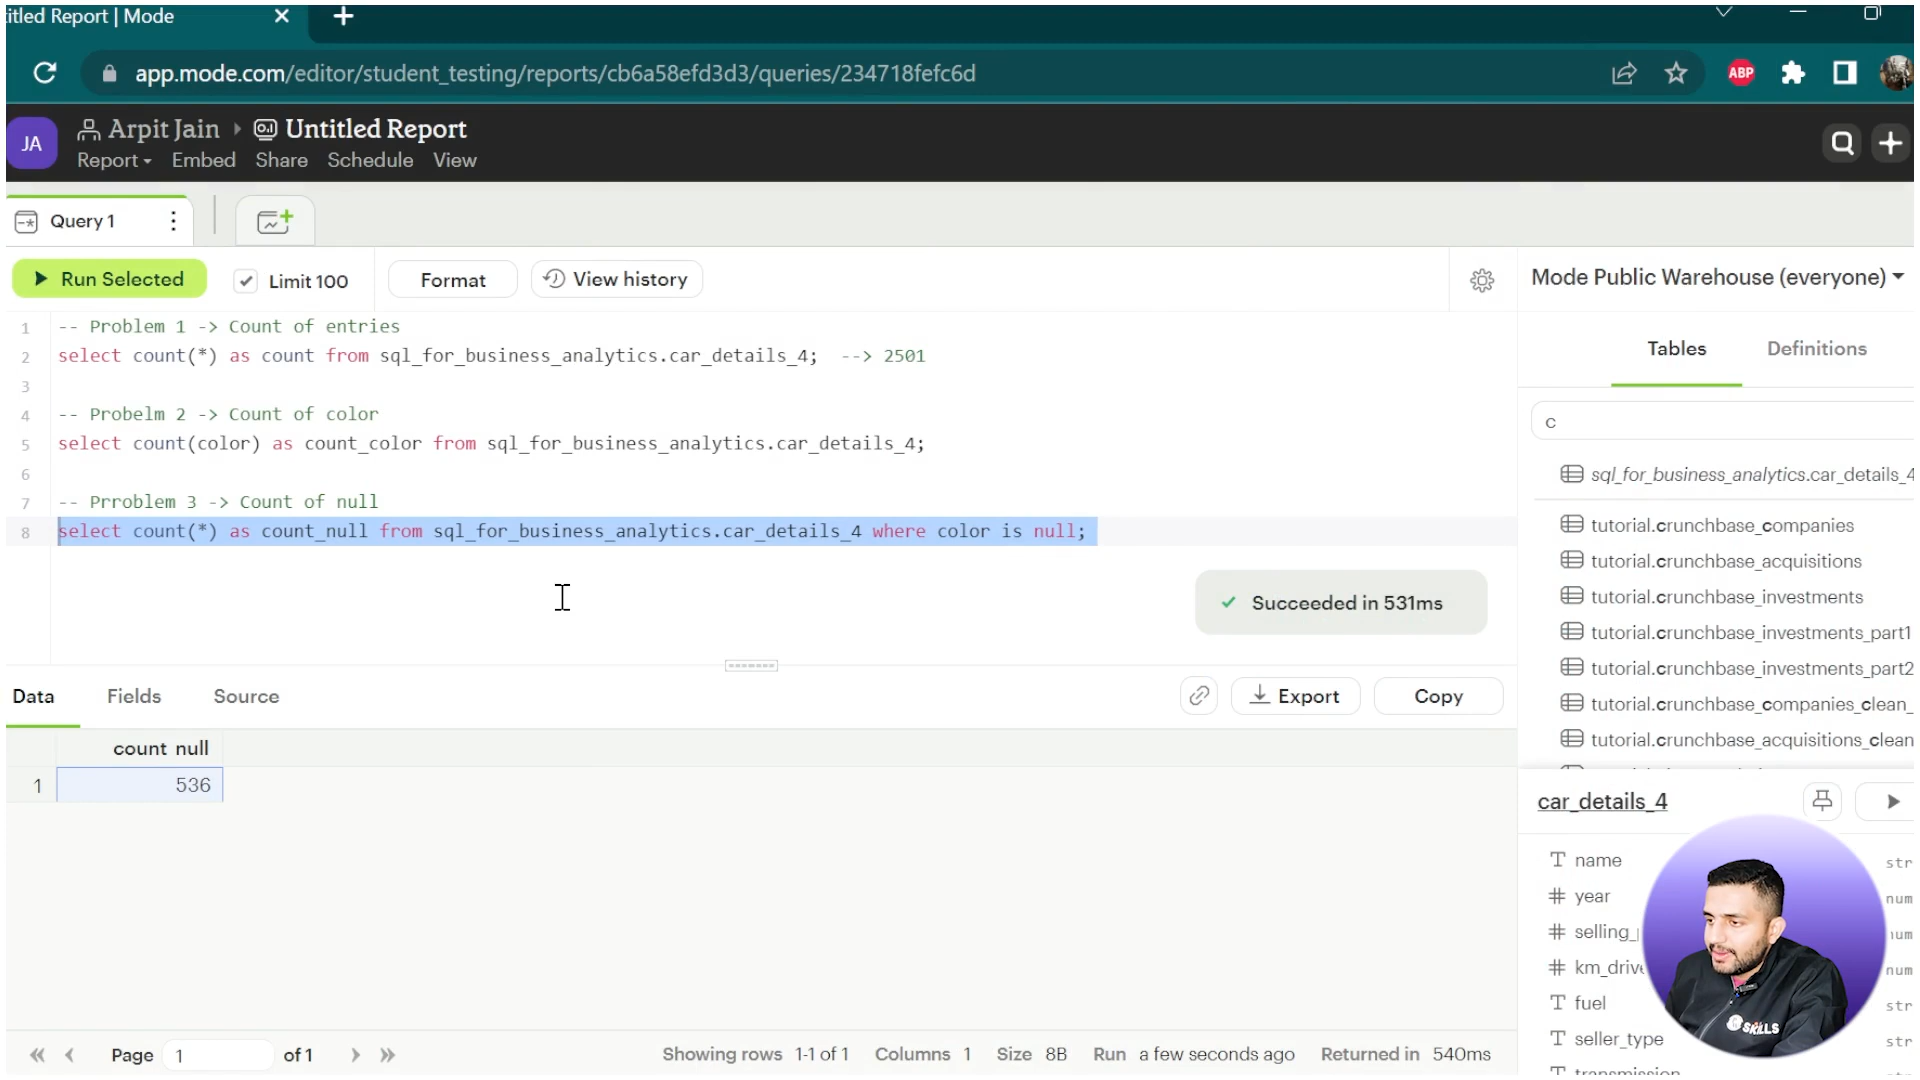 itled Report | Mode
app.mode.com/editor/student_testing/reports/cb6a58efd3d3/queries/234718fefc6d
ABP
JA
Arpit Jain
Untitled Report
Report Embed Share Schedule View
Query 1
Run Selected
Limit 100
Format
View history
Mode Public Warehouse (everyone)
1 -- Problem 1 -> Count of entries
2 select count(*) as count from sql_for_business_analytics.car_details_4; --> 2501
3
4 -- Probelm 2 -> Count of color
5 select count(color) as count_color from sql_for_business_analytics.car_details_4;
6
7 -- Prroblem 3 -> Count of null
8 select count(*) as count_null from sql_for_business_analytics.car_details_4 where color is null;
Succeeded in 531ms
Tables Definitions
c
sql_for_business_analytics.car_details_4
tutorial.crunchbase_companies
tutorial.crunchbase_acquisitions
tutorial.crunchbase_investments
tutorial.crunchbase_investments_part1
tutorial.crunchbase_investments_part2
tutorial.crunchbase_companies_clean_
tutorial.crunchbase_acquisitions_clean
Data Fields Source
Export
Copy
count null
1 536
car_details_4
name str
year num
selling_ num
km_drive num
fuel str
seller_type str
transmission
SKILLS
Page 1 of 1
Showing rows 1-1 of 1 Columns 1 Size 8B Run a few seconds ago Returned in 540ms